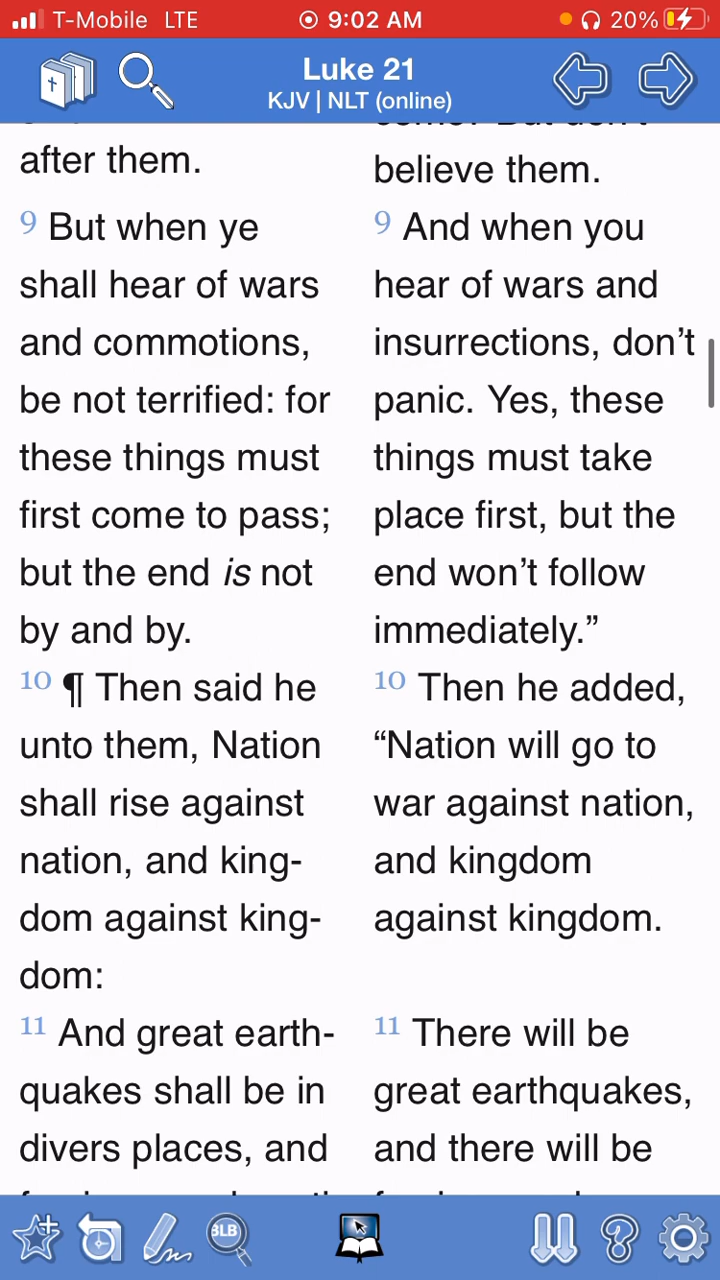 T-Mobile LTE 9:02 AM 20%
Luke 21
KJV | NLT (online)
after them.
9 But when ye
shall hear of wars
and commotions,
be not terrified: for
these things must
first come to pass;
but the end is not
by and by.
10 ¶ Then said he
unto them, Nation
shall rise against
nation, and king-
dom against king-
dom:
11 And great earth-
quakes shall be in
divers places, and
believe them.
9 And when you
hear of wars and
insurrections, don’t
panic. Yes, these
things must take
place first, but the
end won’t follow
immediately.”
10 Then he added,
“Nation will go to
war against nation,
and kingdom
against kingdom.
11 There will be
great earthquakes,
and there will be
BLB